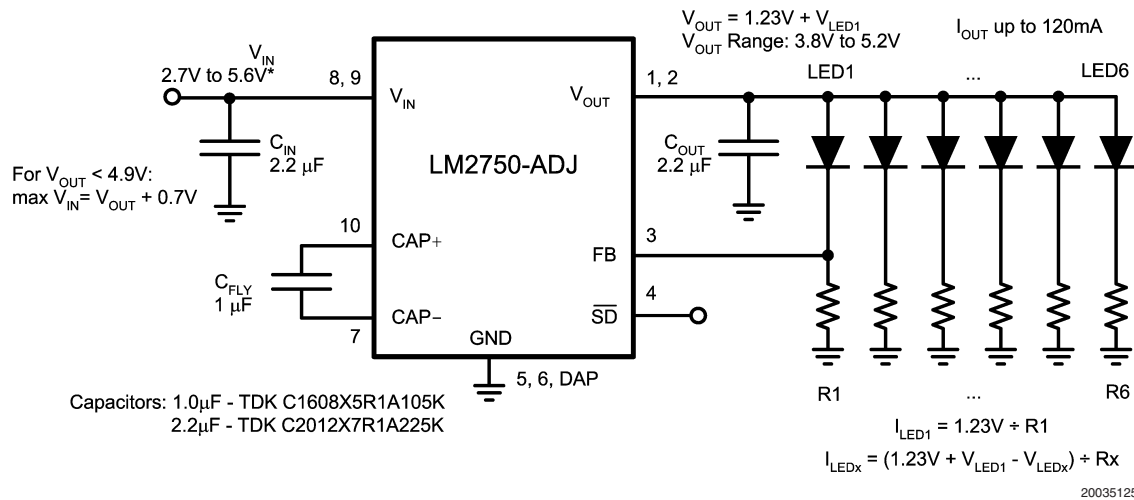 V_OUT = 1.23V + V_LED1
V_OUT Range: 3.8V to 5.2V
I_OUT up to 120mA
V_IN
2.7V to 5.6V*
8, 9
1, 2
LED1
...
LED6
V_IN
V_OUT
C_IN
2.2 μF
LM2750-ADJ
C_OUT
2.2 μF
For V_OUT < 4.9V:
max V_IN= V_OUT + 0.7V
10
CAP+
3
FB
C_FLY
1 μF
4
SD
CAP−
7
GND
5, 6, DAP
R1
...
R6
Capacitors: 1.0μF - TDK C1608X5R1A105K
2.2μF - TDK C2012X7R1A225K
I_LED1 = 1.23V ÷ R1
I_LEDx = (1.23V + V_LED1 - V_LEDx) ÷ Rx
20035125